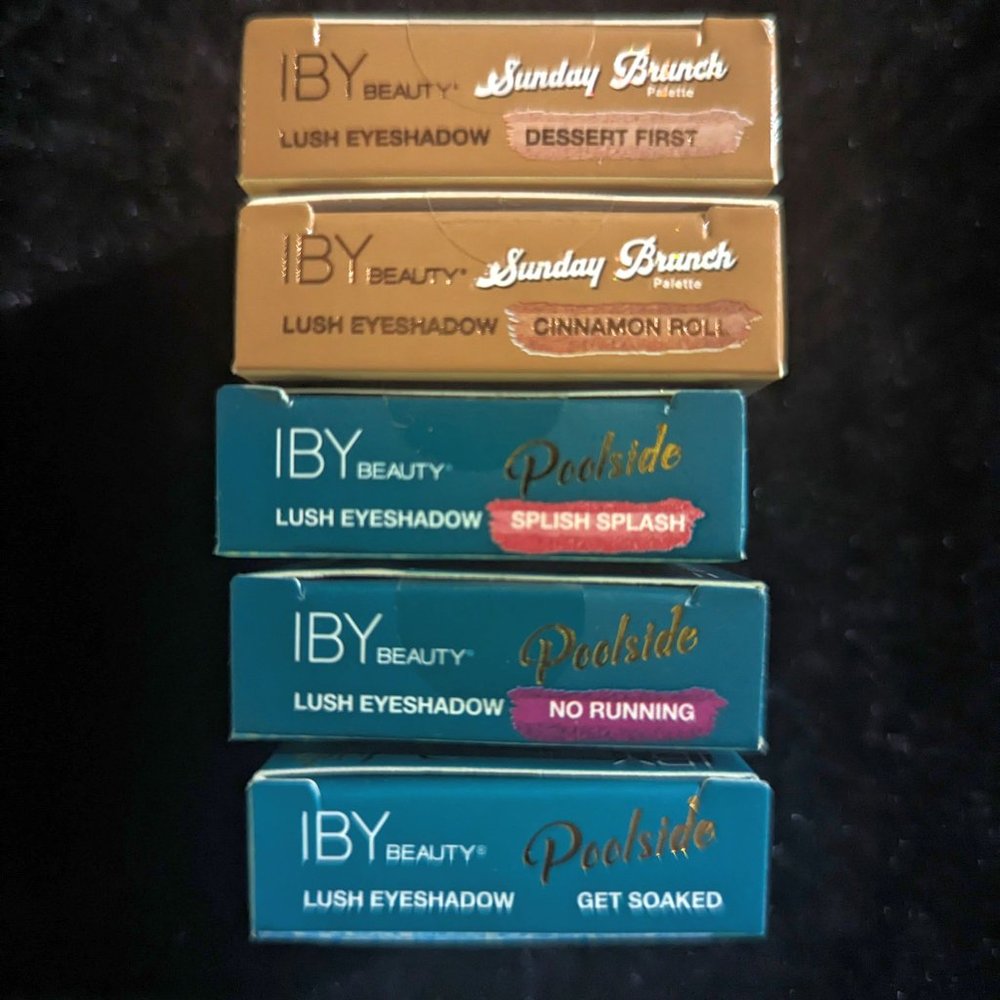 IBY BEAUTY® Sunday Brunch
Palette
LUSH EYESHADOW DESSERT FIRST
IBY BEAUTY® Sunday Brunch
Palette
LUSH EYESHADOW CINNAMON ROLL
IBY BEAUTY® Poolside
LUSH EYESHADOW SPLISH SPLASH
IBY BEAUTY® Poolside
LUSH EYESHADOW NO RUNNING
IBY
IBY BEAUTY® Poolside
LUSH EYESHADOW GET SOAKED